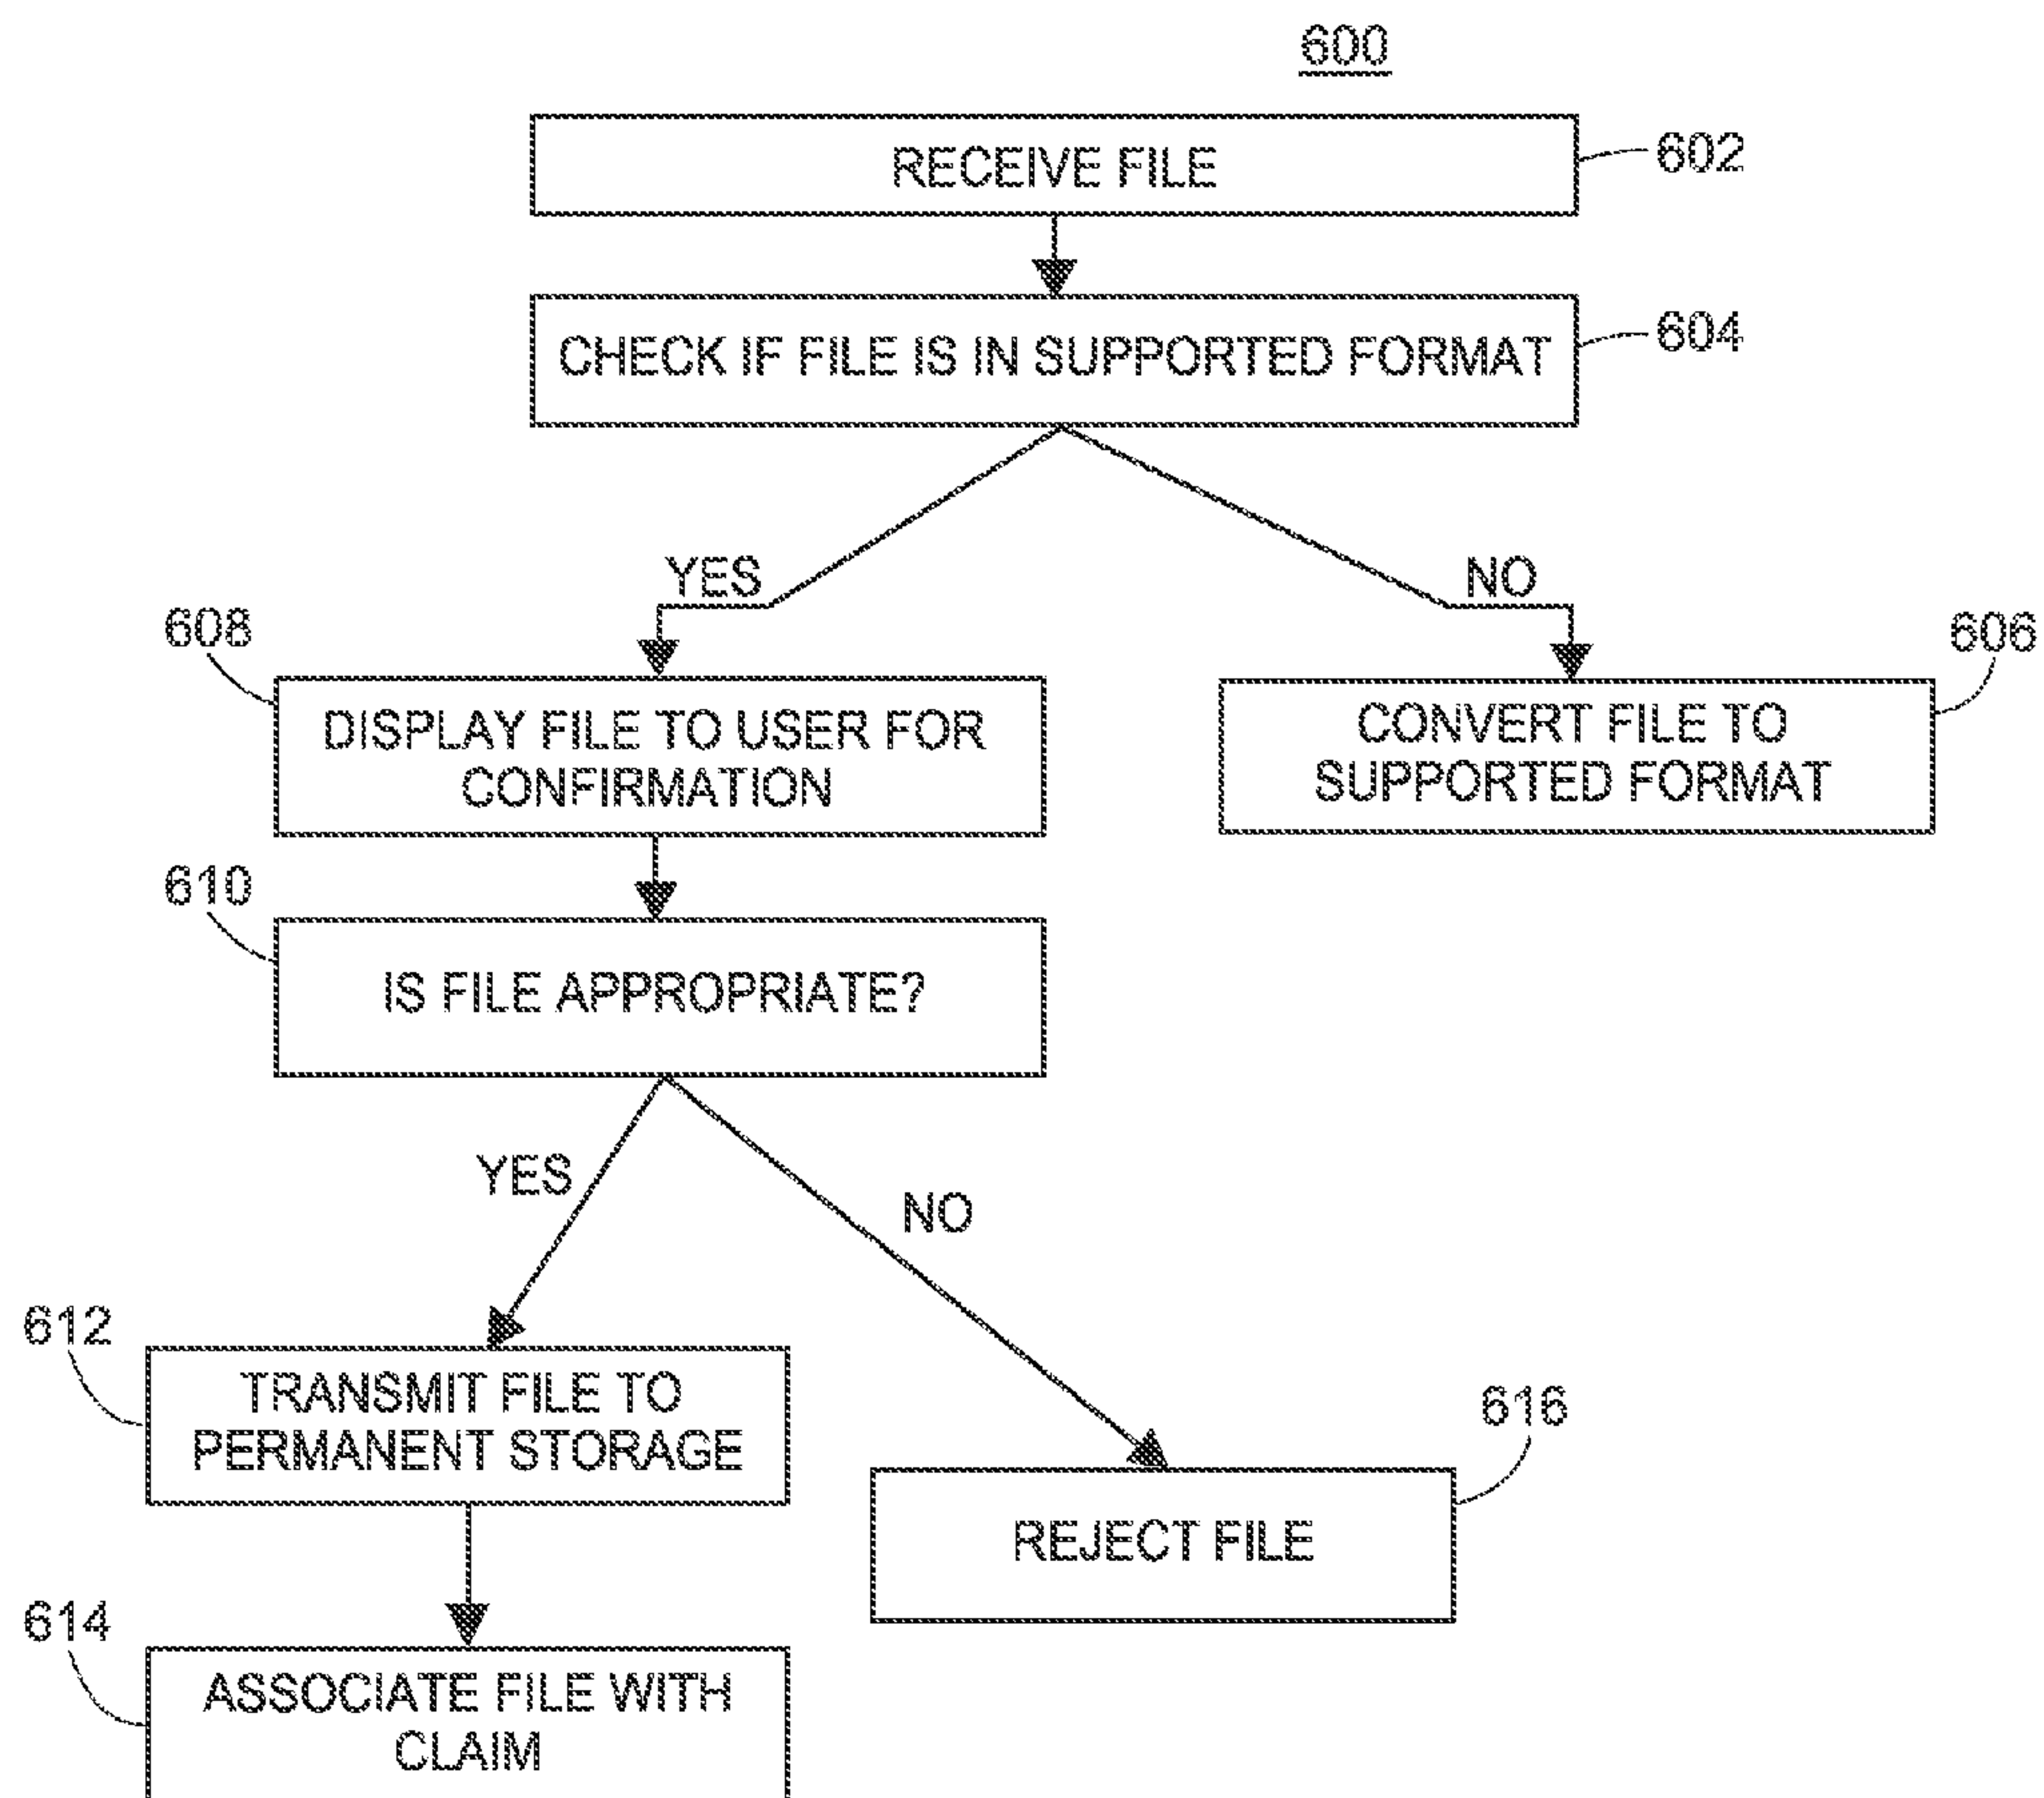 600
RECEIVE FILE
602
CHECK IF FILE IS IN SUPPORTED FORMAT
604
YES
NO
608
606
DISPLAY FILE TO USER FOR
CONFIRMATION
CONVERT FILE TO
SUPPORTED FORMAT
610
IS FILE APPROPRIATE?
YES
NO
612
TRANSMIT FILE TO
PERMANENT STORAGE
616
REJECT FILE
614
ASSOCIATE FILE WITH
CLAIM